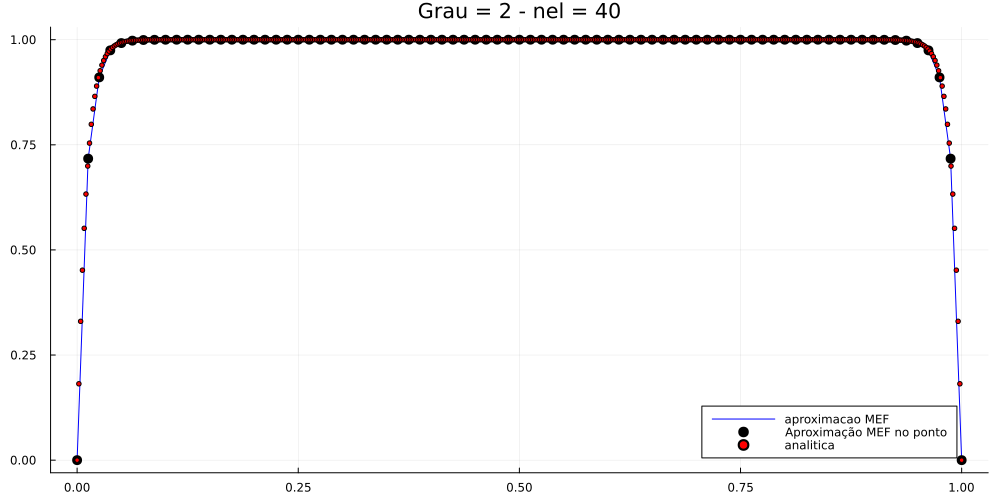 Grau = 2 - nel = 40
1.00
0.75
0.50
0.25
0.00
0.00 0.25 0.50 0.75 1.00
aproximacao MEF
Aproximação MEF no ponto
analitica